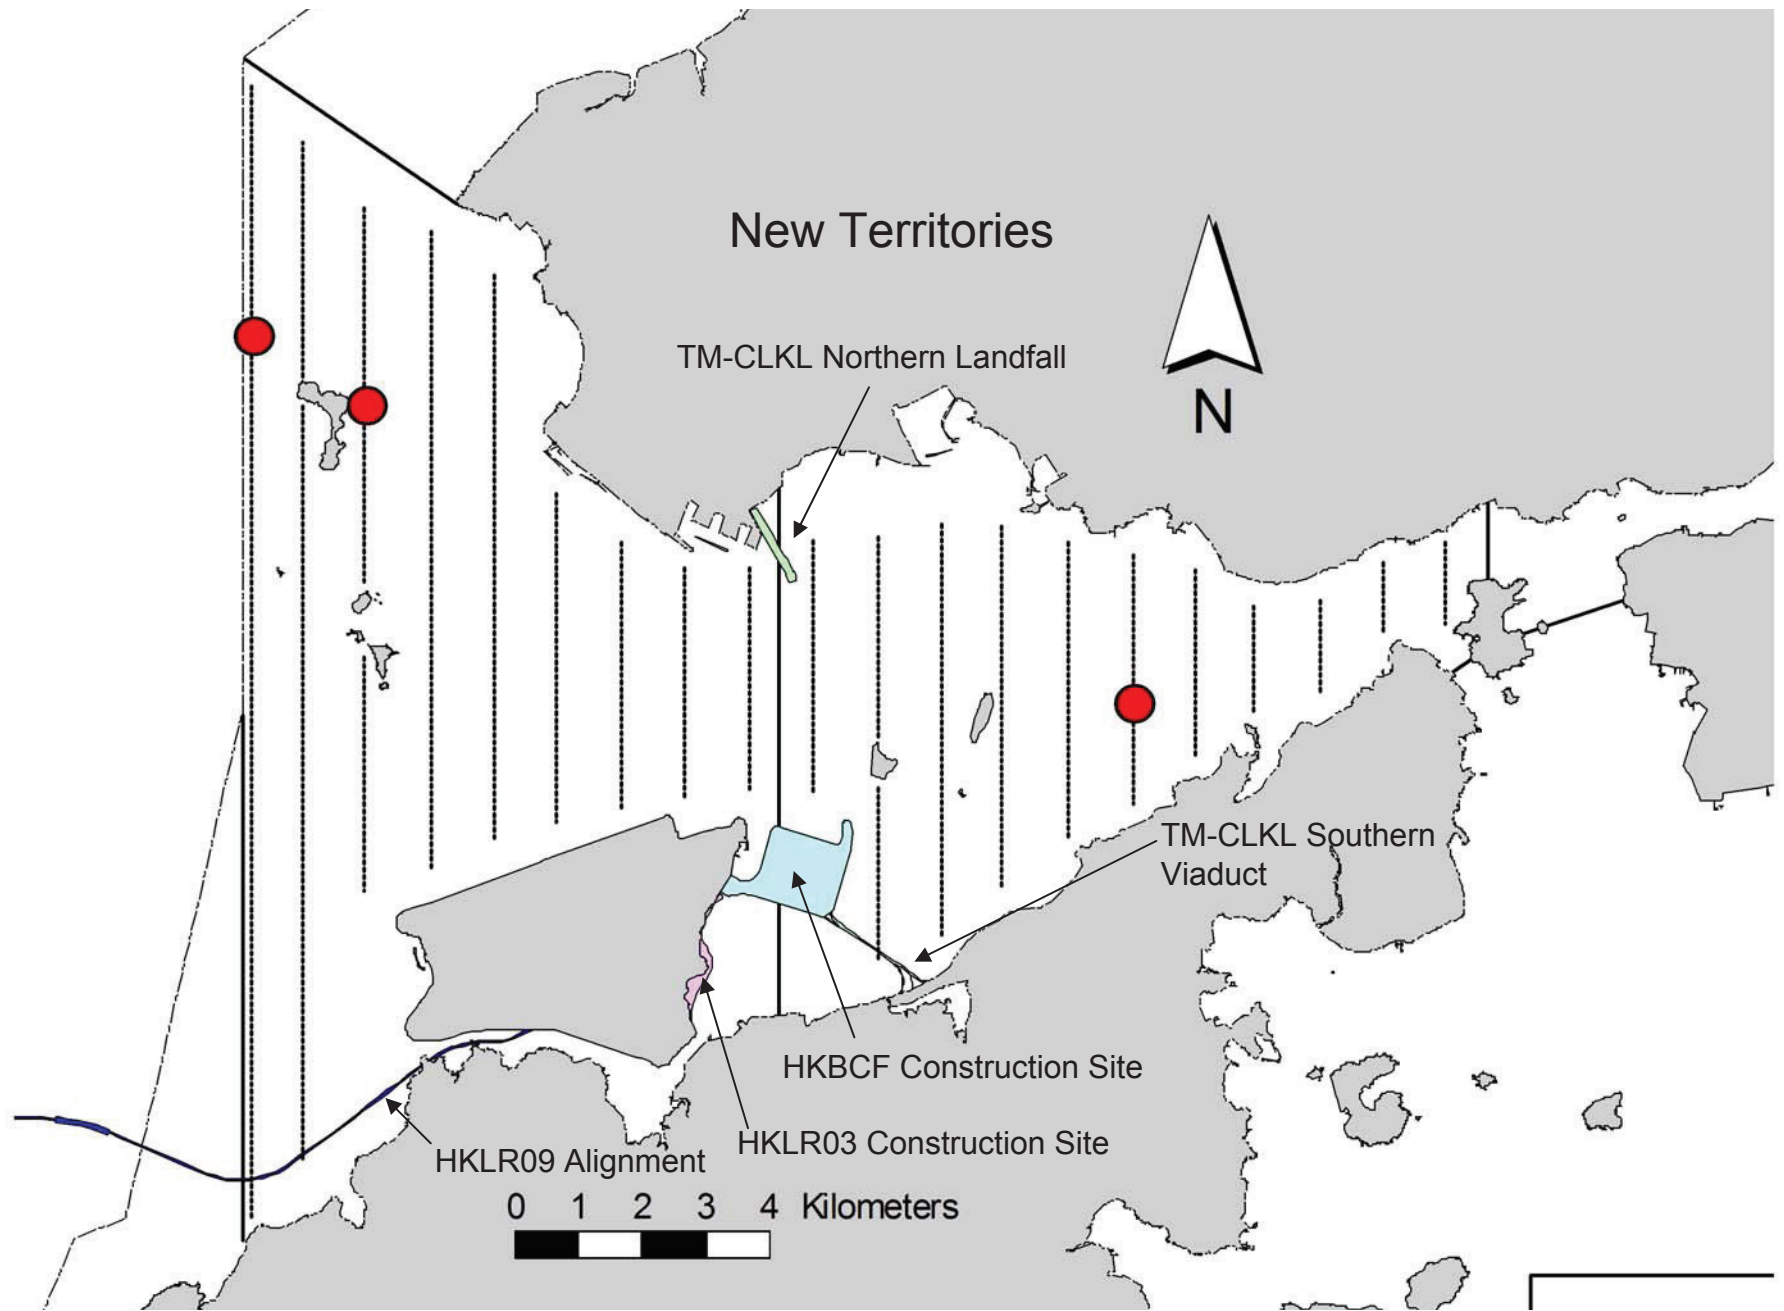 New Territories
TM-CLKL Northern Landfall
N
TM-CLKL Southern
Viaduct
HKBCF Construction Site
HKLR03 Construction Site
HKLR09 Alignment
0 1 2 3 4 Kilometers